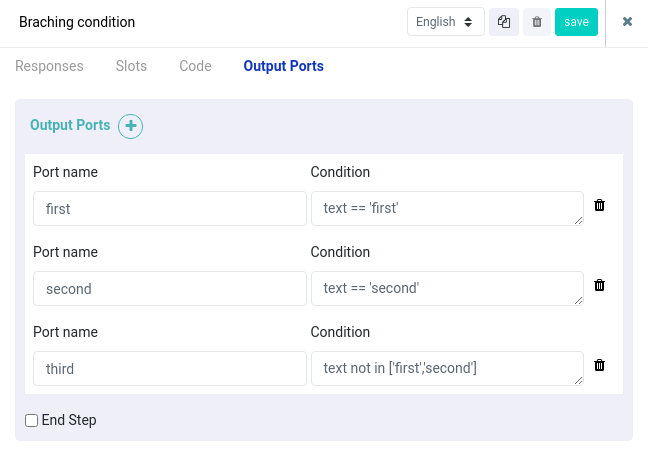 Braching condition
English
save
Responses Slots Code Output Ports
Output Ports
Port name Condition
first text == 'first'
Port name Condition
second text == 'second'
Port name Condition
third text not in ['first','second']
End Step